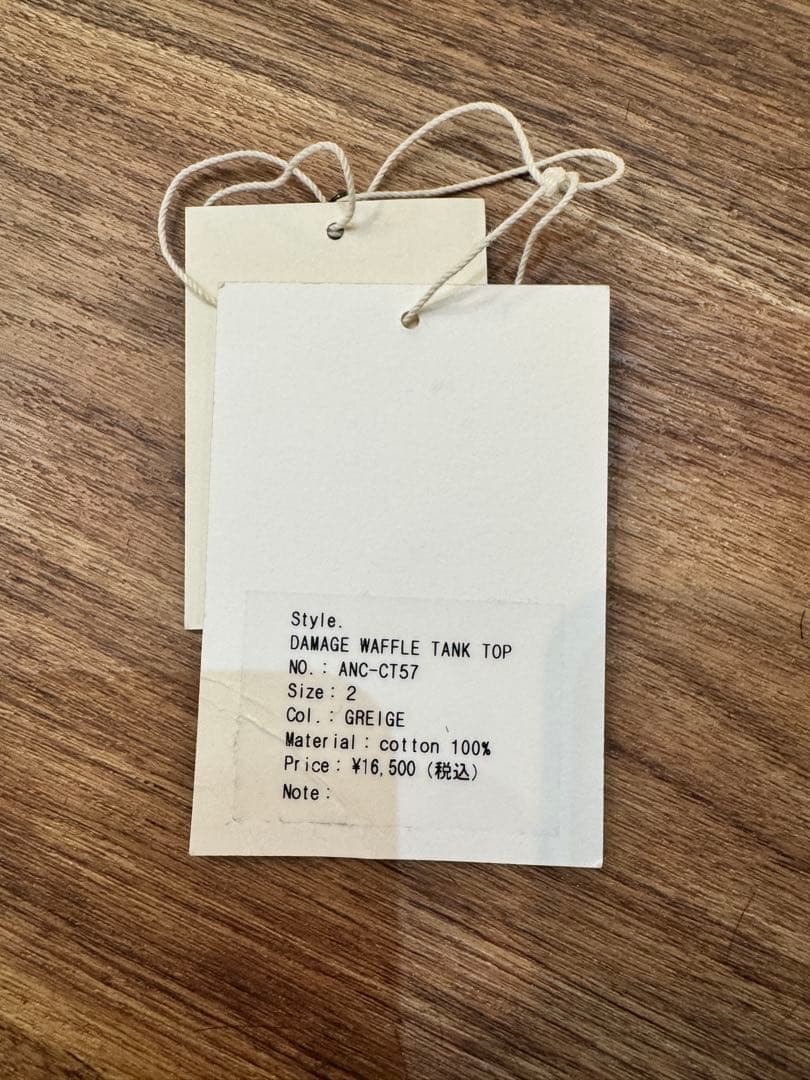 Style.
DAMAGE WAFFLE TANK TOP
NO.: ANC-CT57
Size: 2
Col.: GREIGE
Material: cotton 100%
Price: ¥16,500 (税込)
Note: